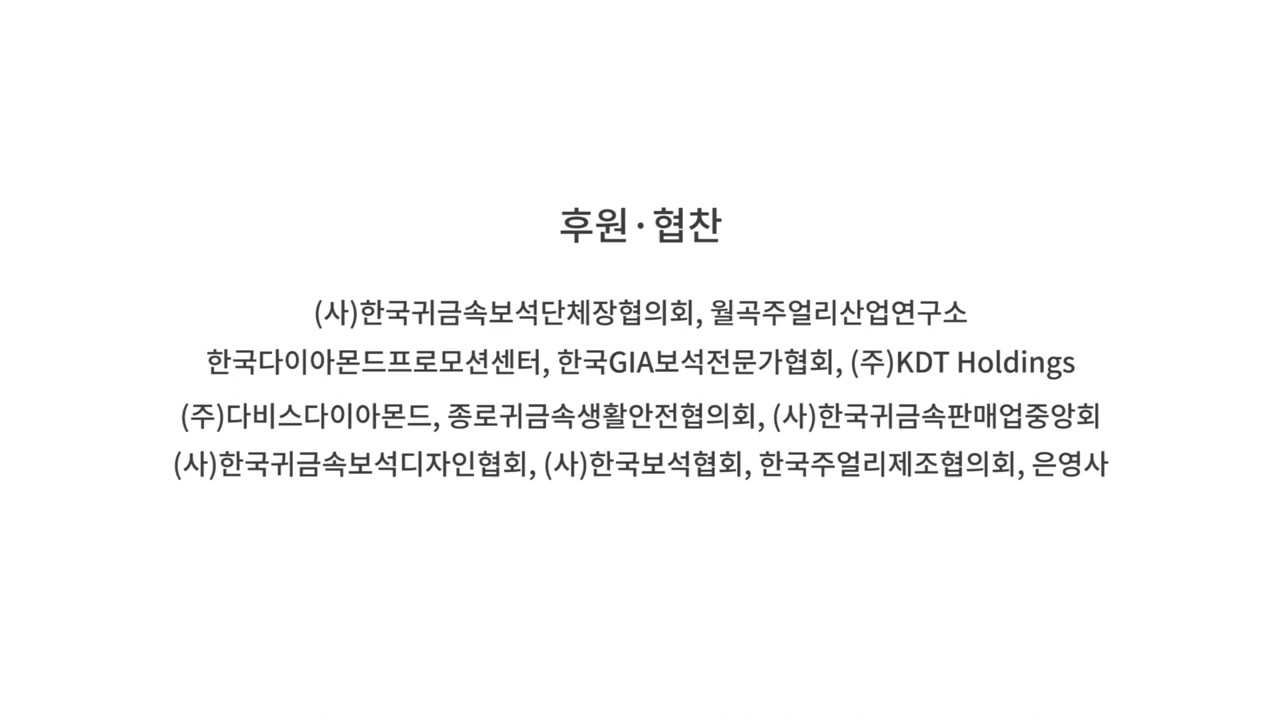 후원·협찬
(사)한국귀금속보석단체장협의회, 월곡주얼리산업연구소
한국다이아몬드프로모션센터, 한국GIA보석전문가협회, (주)KDT Holdings
(주)다비스다이아몬드, 종로귀금속생활안전협의회, (사)한국귀금속판매업중앙회
(사)한국귀금속보석디자인협회, (사)한국보석협회, 한국주얼리제조협의회, 은영사